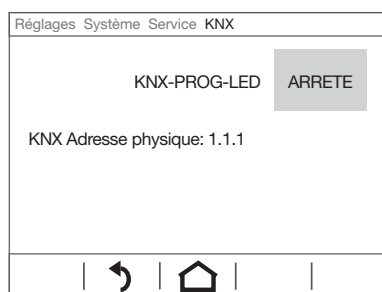 Réglages Système Service KNX
KNX-PROG-LED ARRETE
KNX Adresse physique: 1.1.1